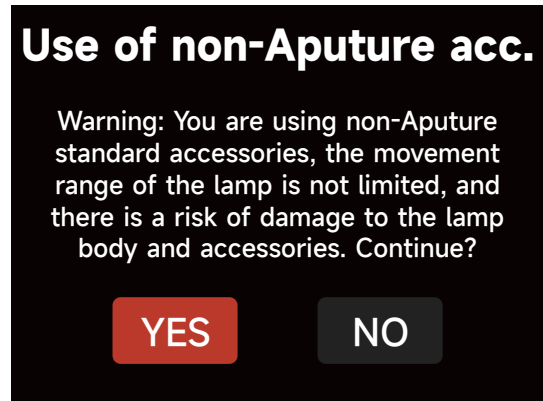 Use of non-Aputure acc.
Warning: You are using non-Aputure
standard accessories, the movement
range of the lamp is not limited, and
there is a risk of damage to the lamp
body and accessories. Continue?
YES
NO